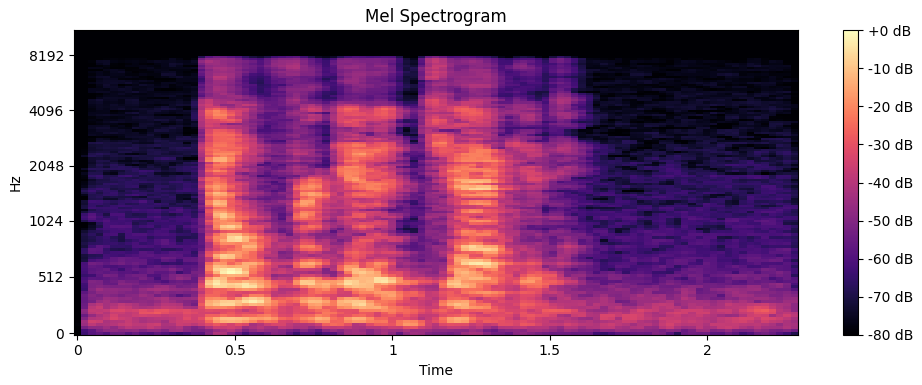 Mel Spectrogram
Hz
8192
4096
2048
1024
512
0
0 0.5 1 1.5 2
Time
+0 dB
-10 dB
-20 dB
-30 dB
-40 dB
-50 dB
-60 dB
-70 dB
-80 dB